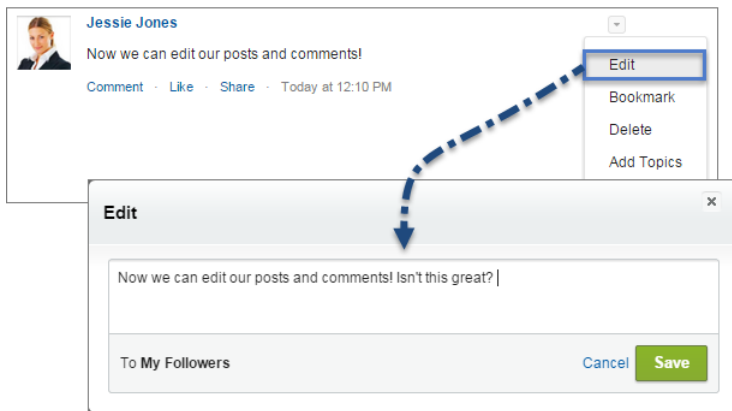 Jessie Jones
Now we can edit our posts and comments!
Comment · Like · Share · Today at 12:10 PM
Edit
Bookmark
Delete
Add Topics
Edit
Now we can edit our posts and comments! Isn't this great?
To My Followers
Cancel Save